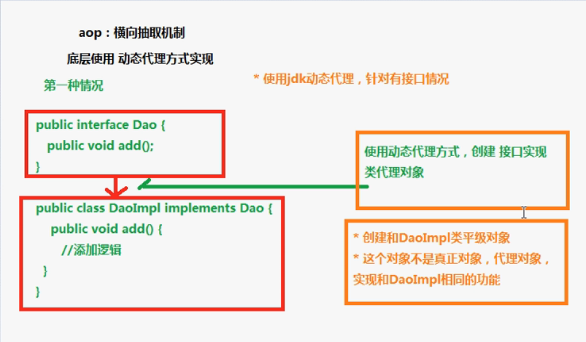 aop：横向抽取机制
底层使用 动态代理方式实现
第一种情况
* 使用jdk动态代理，针对有接口情况
public interface Dao {
public void add();
}
使用动态代理方式，创建 接口实现
类代理对象
public class DaoImpl implements Dao {
public void add() {
//添加逻辑
}
}
* 创建和DaoImpl类平级对象
* 这个对象不是真正对象，代理对象，
实现和DaoImpl相同的功能